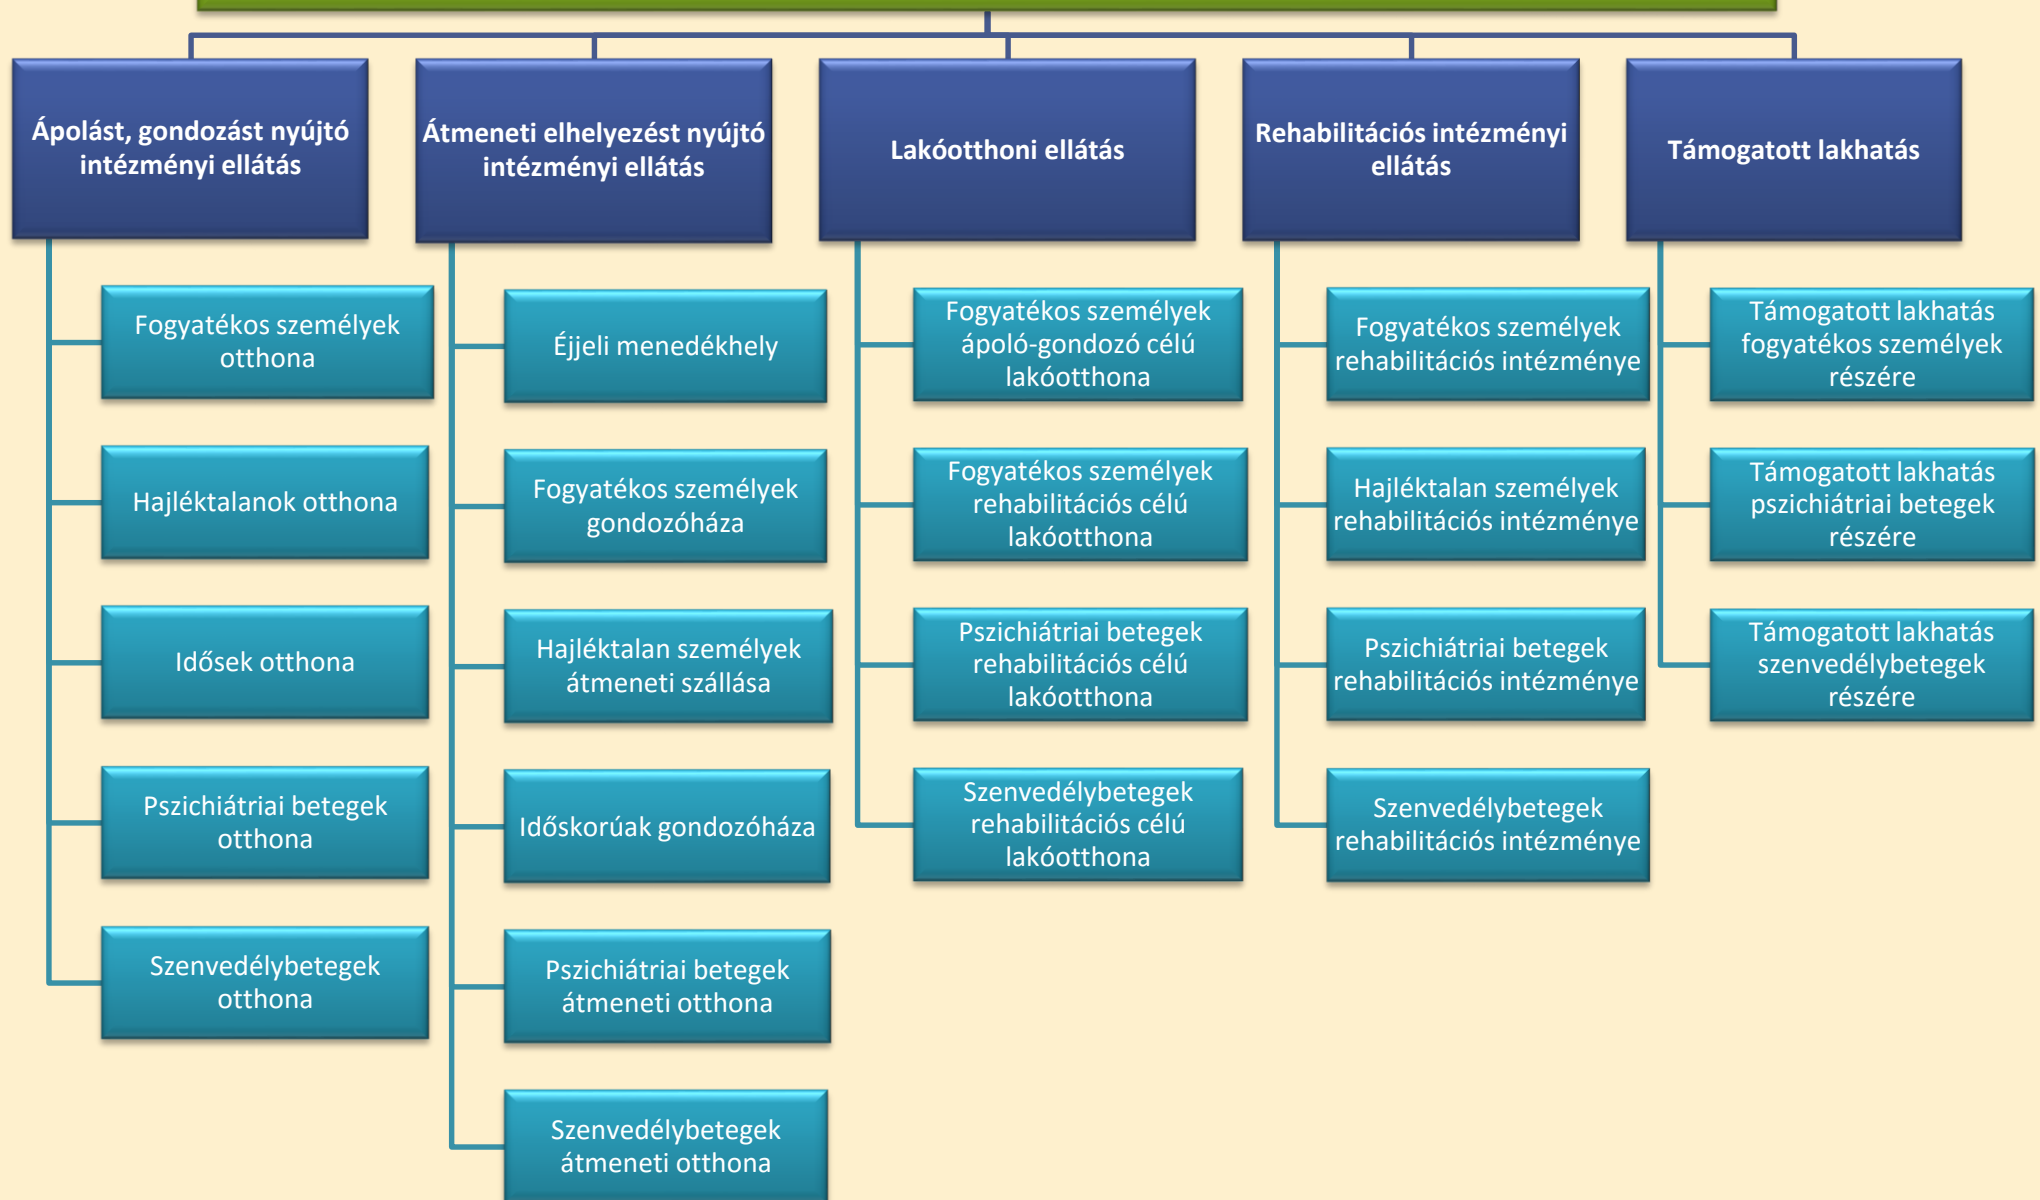 Ápolást, gondozást nyújtó
intézményi ellátás
Fogyatékos személyek
otthona
Hajléktalanok otthona
Idősek otthona
Pszichiátriai betegek
otthona
Szenvedélybetegek
otthona
Átmeneti elhelyezést nyújtó
intézményi ellátás
Éjjeli menedékhely
Fogyatékos személyek
gondozóháza
Hajléktalan személyek
átmeneti szállása
Időskorúak gondozóháza
Pszichiátriai betegek
átmeneti otthona
Szenvedélybetegek
átmeneti otthona
Lakóotthoni ellátás
Fogyatékos személyek
ápoló-gondozó célú
lakóotthona
Fogyatékos személyek
rehabilitációs célú
lakóotthona
Pszichiátriai betegek
rehabilitációs célú
lakóotthona
Szenvedélybetegek
rehabilitációs célú
lakóotthona
Rehabilitációs intézményi
ellátás
Fogyatékos személyek
rehabilitációs intézménye
Hajléktalan személyek
rehabilitációs intézménye
Pszichiátriai betegek
rehabilitációs intézménye
Szenvedélybetegek
rehabilitációs intézménye
Támogatott lakhatás
Támogatott lakhatás
fogyatékos személyek
részére
Támogatott lakhatás
pszichiátriai betegek
részére
Támogatott lakhatás
szenvedélybetegek
részére